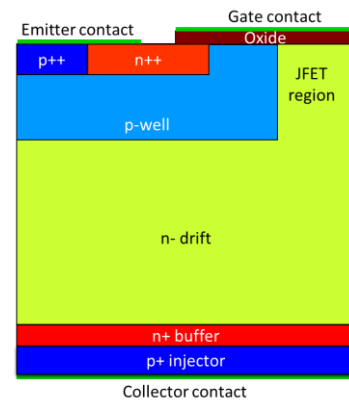 Gate contact
Emitter contact
Oxide
p++
n++
JFET
region
p-well
n- drift
n+ buffer
p+ injector
Collector contact